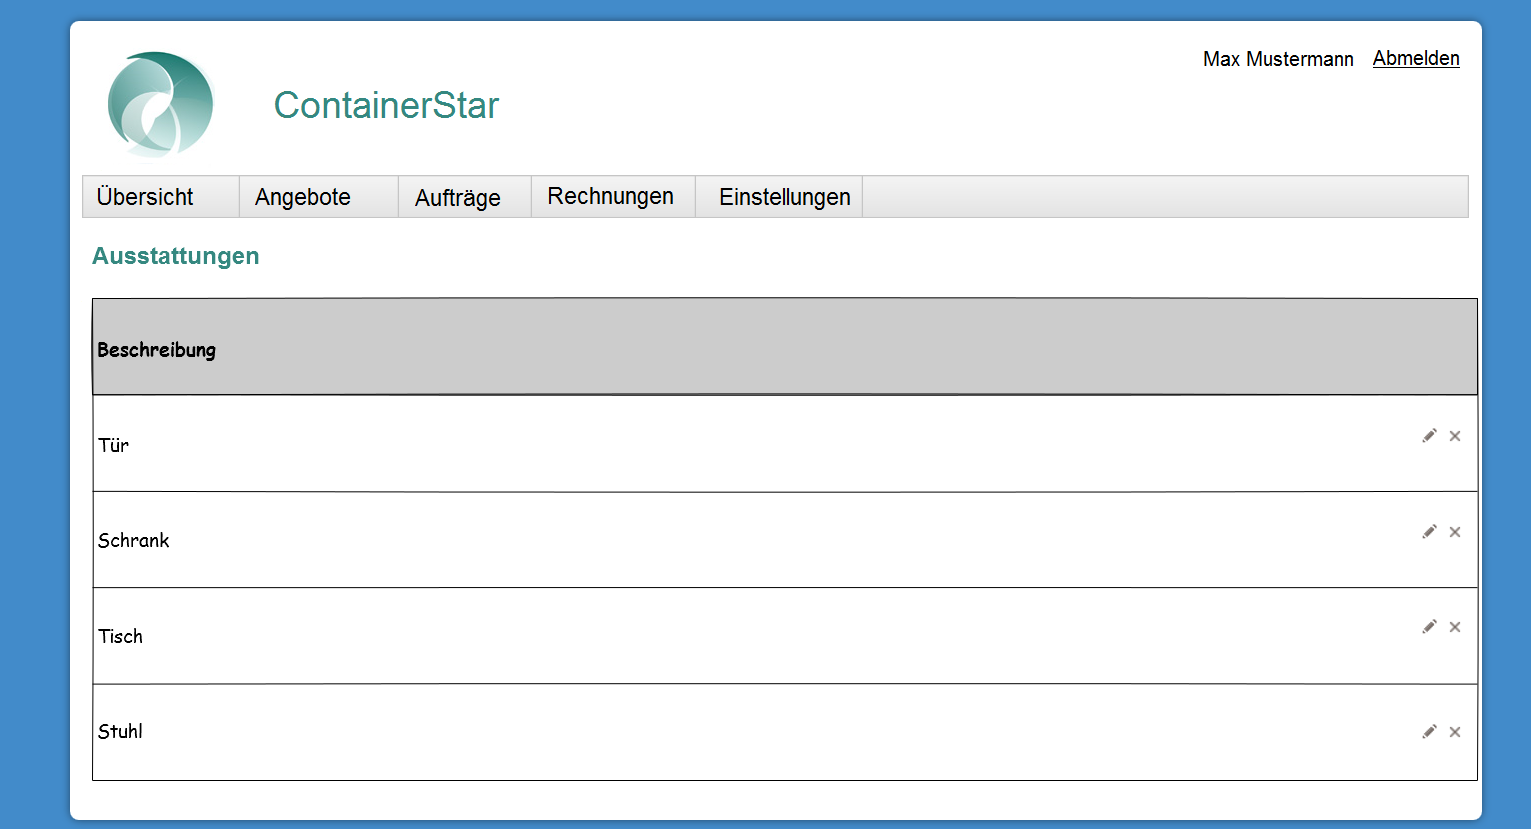 Max Mustermann Abmelden
ContainerStar
Übersicht Angebote Aufträge Rechnungen Einstellungen
Ausstattungen
Beschreibung
Tür
Schrank
Tisch
Stuhl